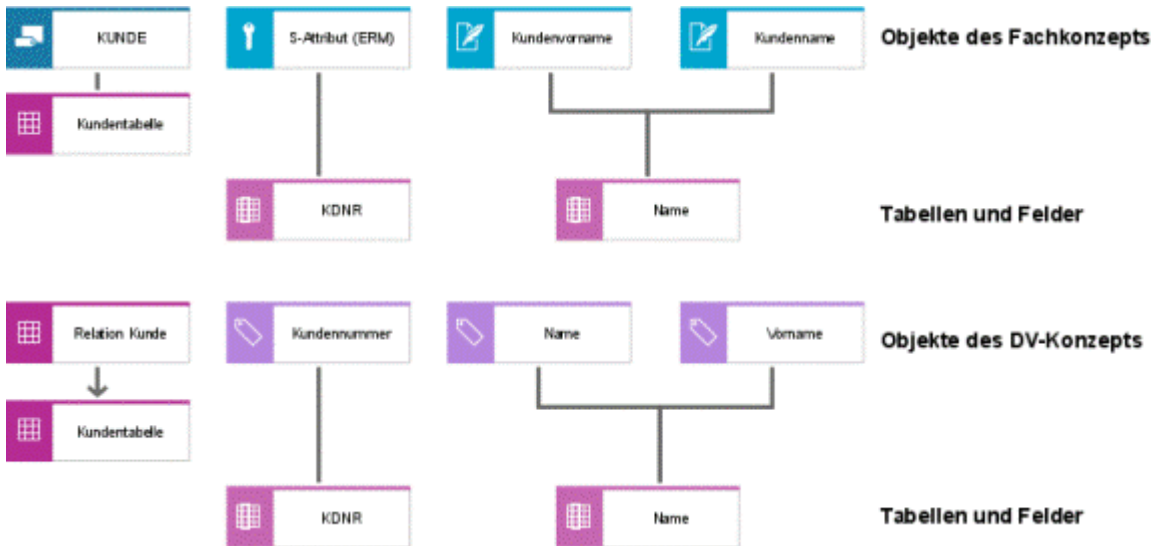 KUNDE
S-Attribut (ERM)
Kundenvorname
Kundenname
Objekte des Fachkonzepts
Kundentabelle
KDNR
Name
Tabellen und Felder
Relation Kunde
Kundennummer
Name
Vorname
Objekte des DV-Konzepts
Kundentabelle
KDNR
Name
Tabellen und Felder